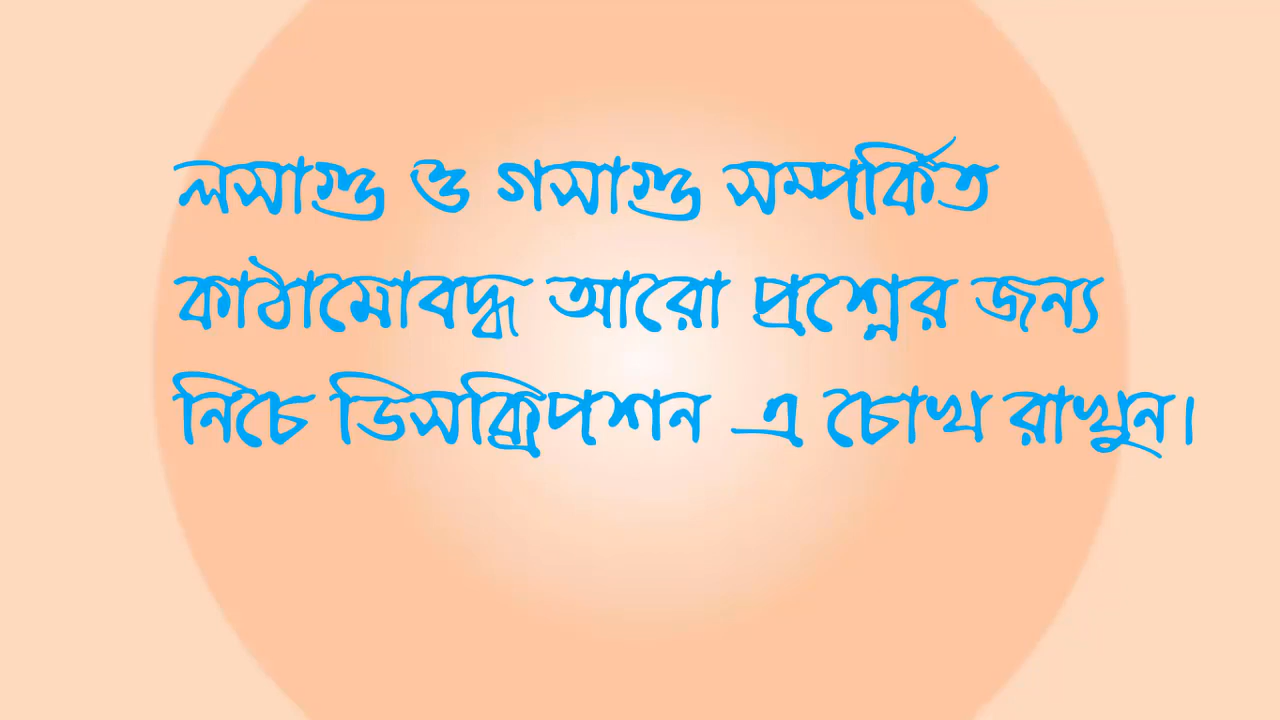 লসাগু ও গসাগু সম্পর্কিত
কাঠামোবদ্ধ আরো প্রশ্নের জন্য
নিচে ডিসক্রিপশন এ চোখ রাখুন।